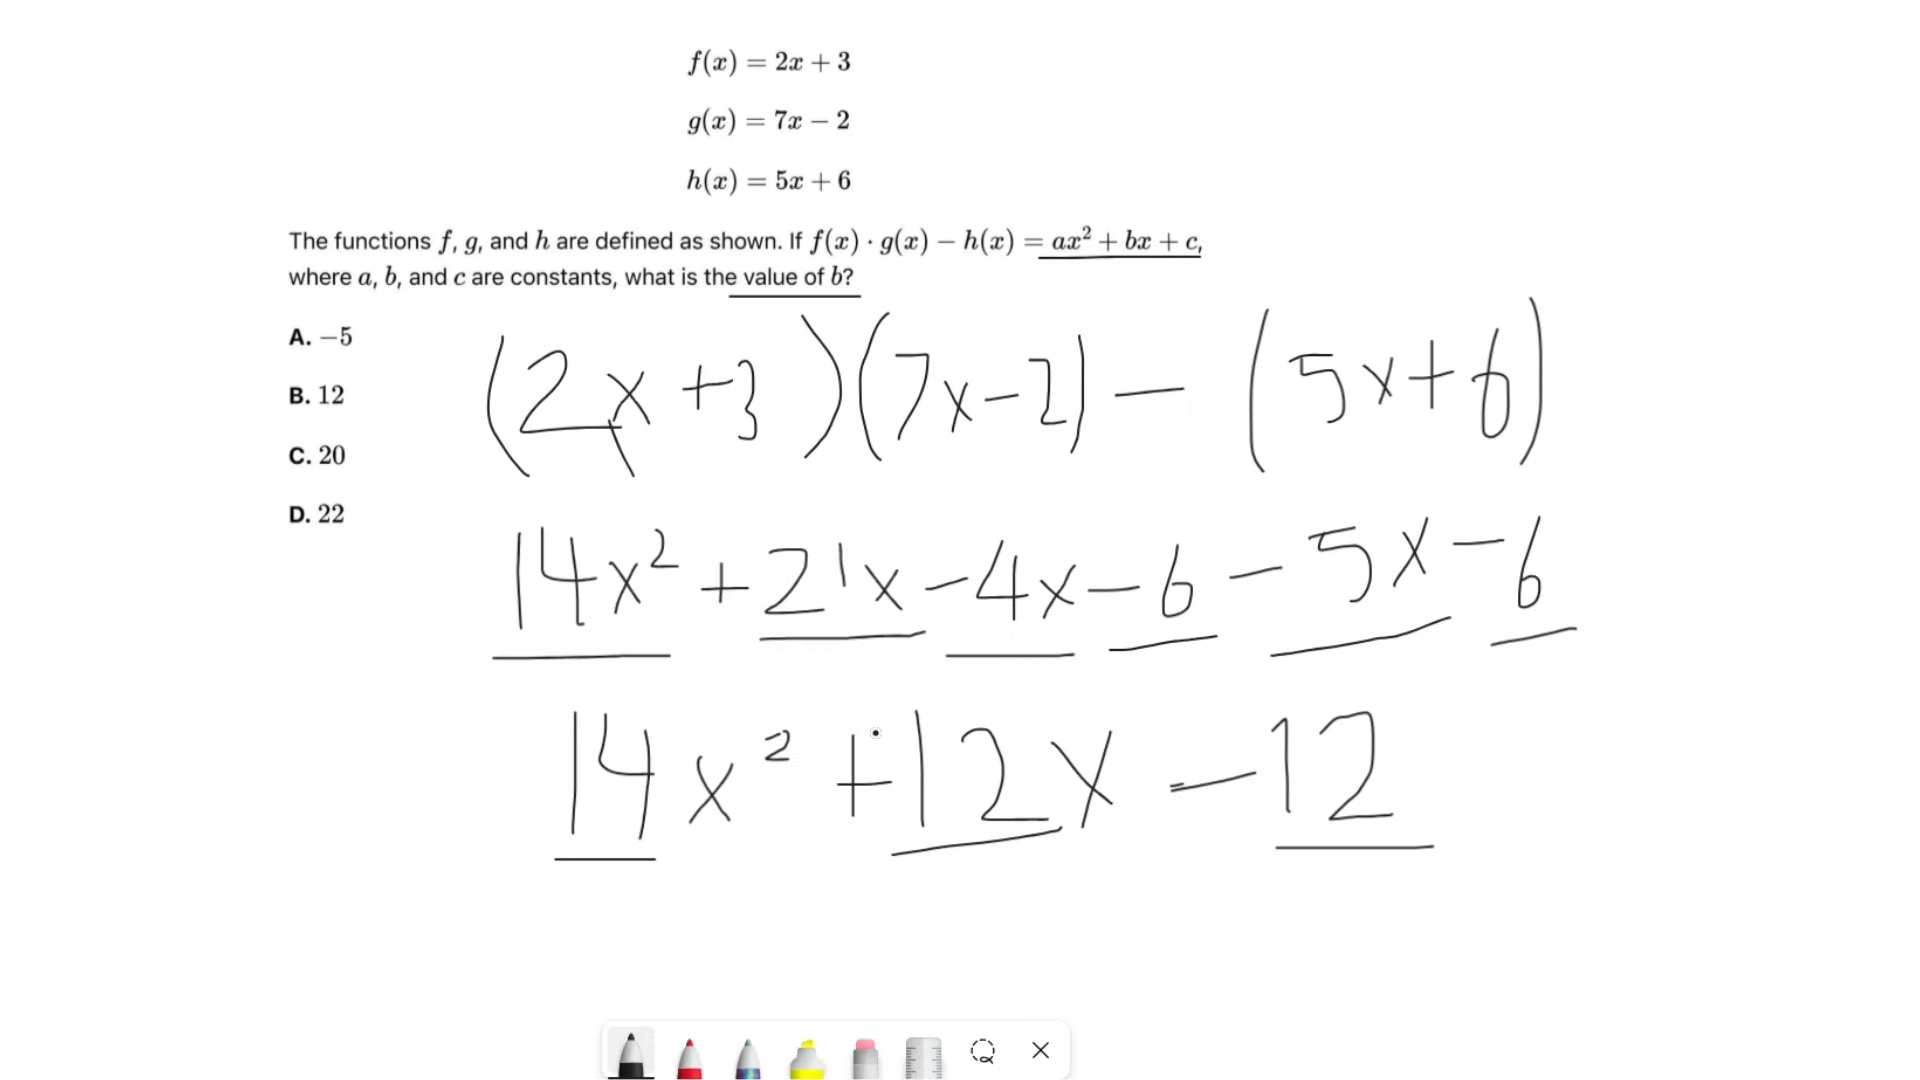 f(x) = 2x + 3
g(x) = 7x − 2
h(x) = 5x + 6
The functions f, g, and h are defined as shown. If f(x) · g(x) − h(x) = ax² + bx + c,
where a, b, and c are constants, what is the value of b?
A. −5
B. 12
C. 20
D. 22
(2x + 3)(7x − 2) − (5x + 6)
14x² + 21x − 4x − 6 − 5x − 6
14x² + 12x − 12